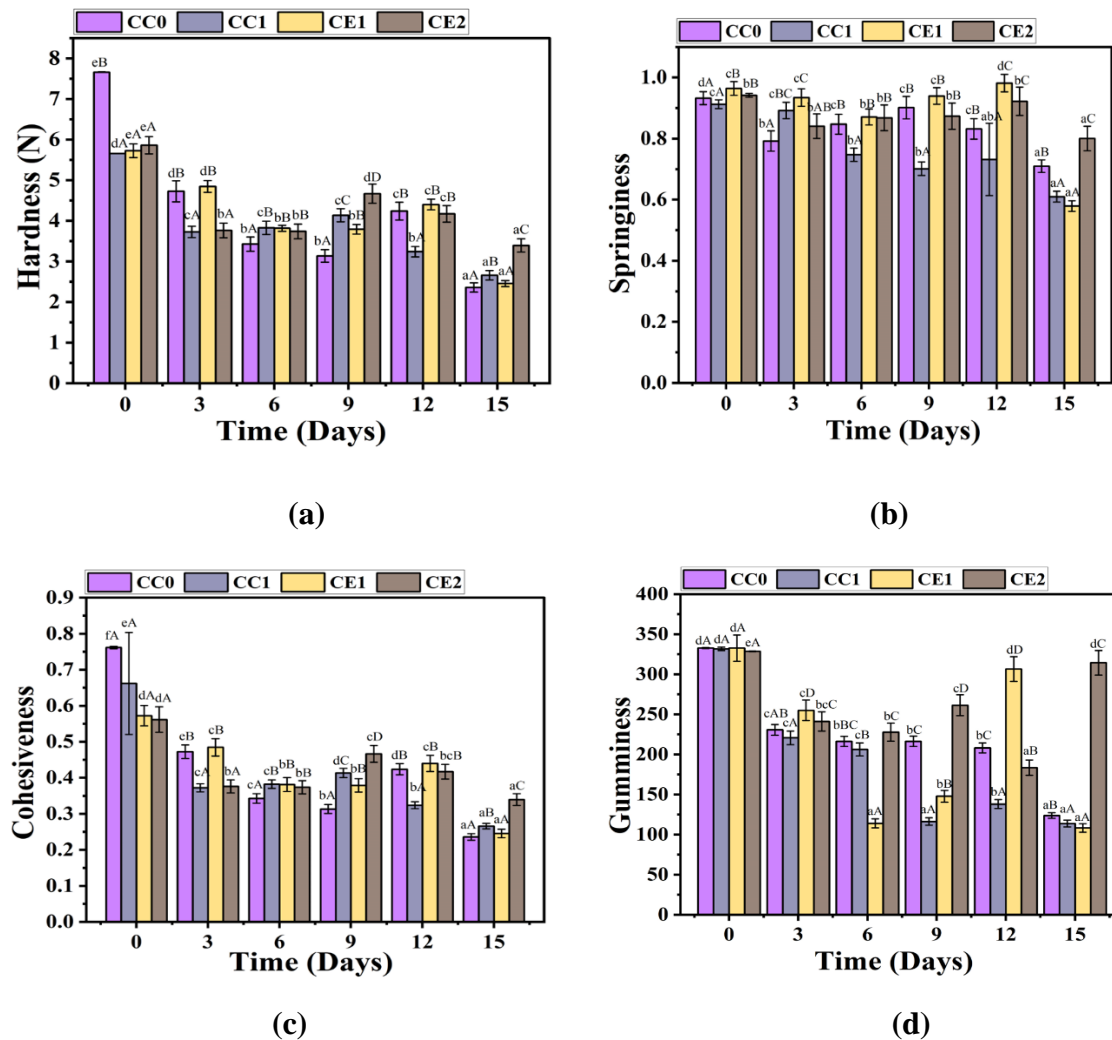 CC0 CC1 CE1 CE2
Hardness (N)
8
7
6
5
4
3
2
1
0
eB dA eA eA
dB cA dB bA
bA cB bB bB
bA cC bB dD
cB bA cB cB
aA aB aA aC
0 3 6 9 12 15
Time (Days)
(a)
CC0 CC1 CE1 CE2
Springiness
1.0
0.8
0.6
0.4
0.2
0.0
dA cA cB bB
bA cBC cC bAB
cB bA bB bB
cB bA cB bB
cB abA dC bC
aB aA aA aC
0 3 6 9 12 15
Time (Days)
(b)
CC0 CC1 CE1 CE2
Cohesiveness
0.9
0.8
0.7
0.6
0.5
0.4
0.3
0.2
0.1
0.0
fA eA dA dA
eB cA cB bA
cA cB bB bB
bA dC bB cD
dB bA cB bcB
aA aB aA aC
0 3 6 9 12 15
Time (Days)
(c)
CC0 CC1 CE1 CE2
Gumminess
400
350
300
250
200
150
100
50
0
dA dA dA eA
cAB cA cD bcC
bBC cB aA bC
bC aA bB cD
bC bA dD aB
aB aA aA dC
0 3 6 9 12 15
Time (Days)
(d)